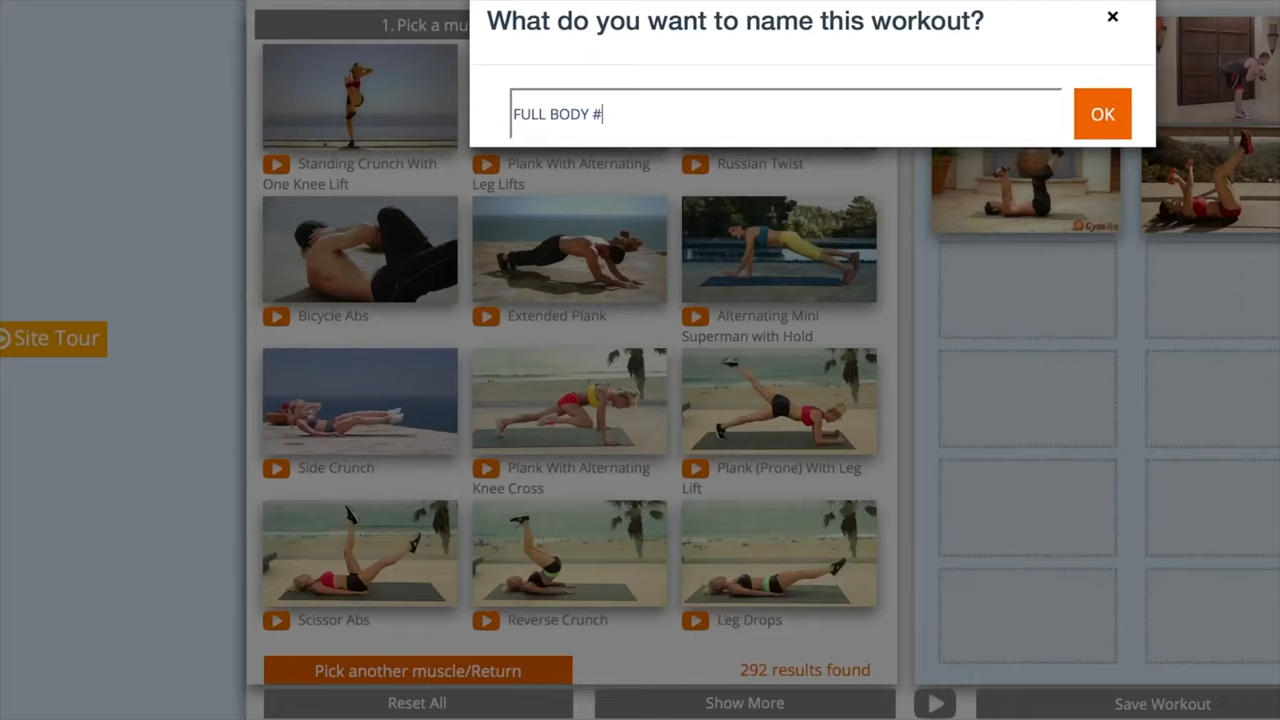 1. Pick a mu
What do you want to name this workout?
×
FULL BODY #
OK
Standing Crunch With
One Knee Lift
Plank With Alternating
Leg Lifts
Russian Twist
Gym
Site Tour
Bicycle Abs
Extended Plank
Alternating Mini
Superman with Hold
Side Crunch
Plank With Alternating
Knee Cross
Plank (Prone) With Leg
Lift
Scissor Abs
Reverse Crunch
Leg Drops
Pick another muscle/Return
292 results found
Reset All
Show More
Save Workout